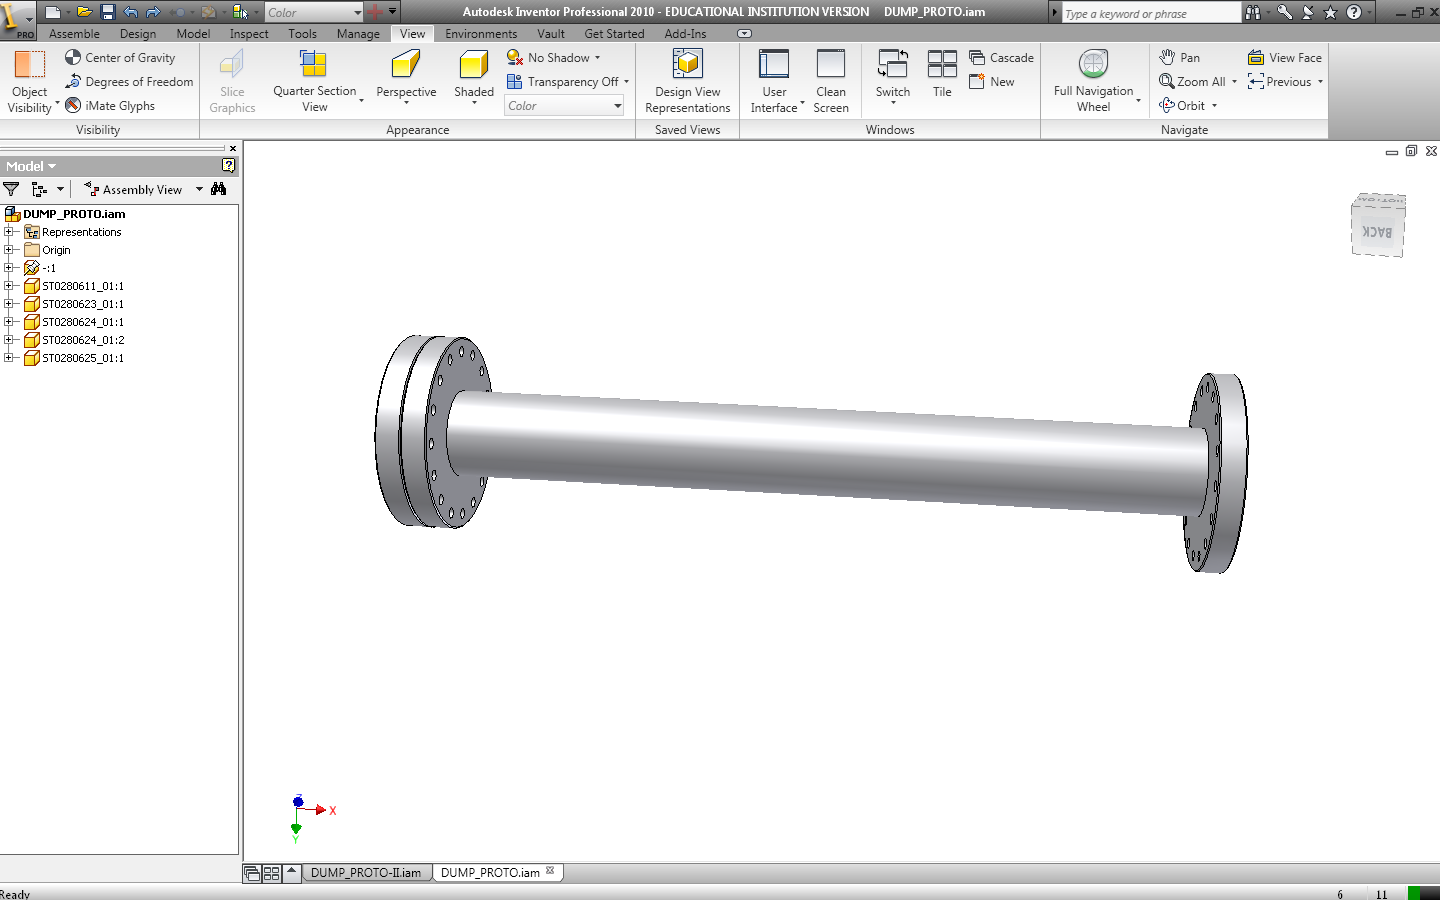 Color
Autodesk Inventor Professional 2010 - EDUCATIONAL INSTITUTION VERSION DUMP_PROTO.iam
Type a keyword or phrase
PRO
Assemble Design Model Inspect Tools Manage View Environments Vault Get Started Add-Ins
Object Visibility
Center of Gravity
Degrees of Freedom
iMate Glyphs
Visibility
Slice Graphics
Quarter Section View
Perspective
Shaded
No Shadow
Transparency Off
Color
Appearance
Design View Representations
Saved Views
User Interface
Clean Screen
Switch
Tile
Cascade
New
Windows
Full Navigation Wheel
Pan
Zoom All
Orbit
View Face
Previous
Navigate
Model
Assembly View
DUMP_PROTO.iam
Representations
Origin
-:1
ST0280611_01:1
ST0280623_01:1
ST0280624_01:1
ST0280624_01:2
ST0280625_01:1
BOTTOM
BACK
Z
X
Y
DUMP_PROTO-II.iam DUMP_PROTO.iam
Ready
6 11